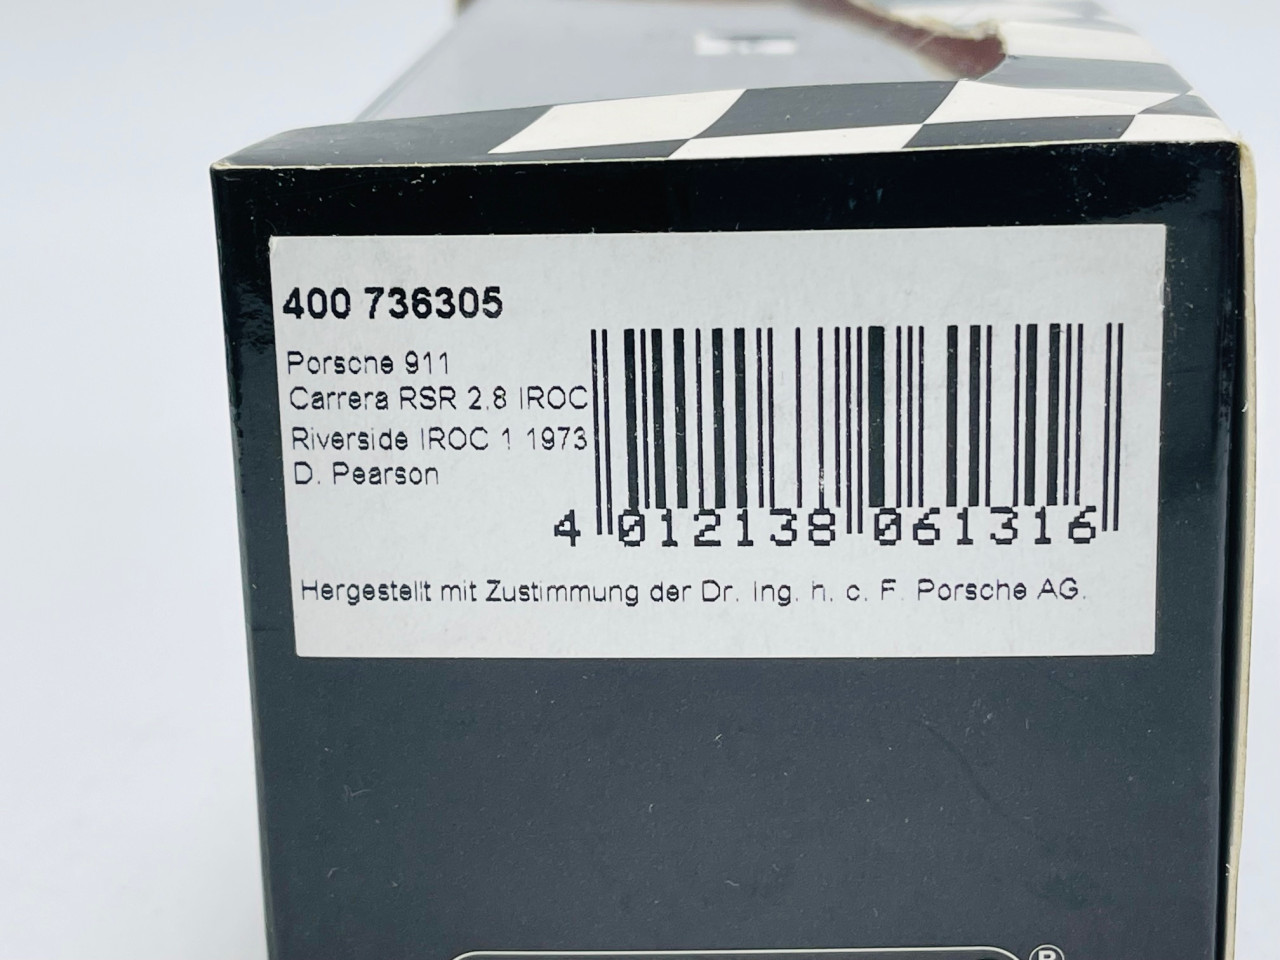 400 736305
Porsche 911
Carrera RSR 2.8 IROC
Riverside IROC 1 1973
D. Pearson
4 012138 061316
Hergestellt mit Zustimmung der Dr. Ing. h. c. F. Porsche AG.
®